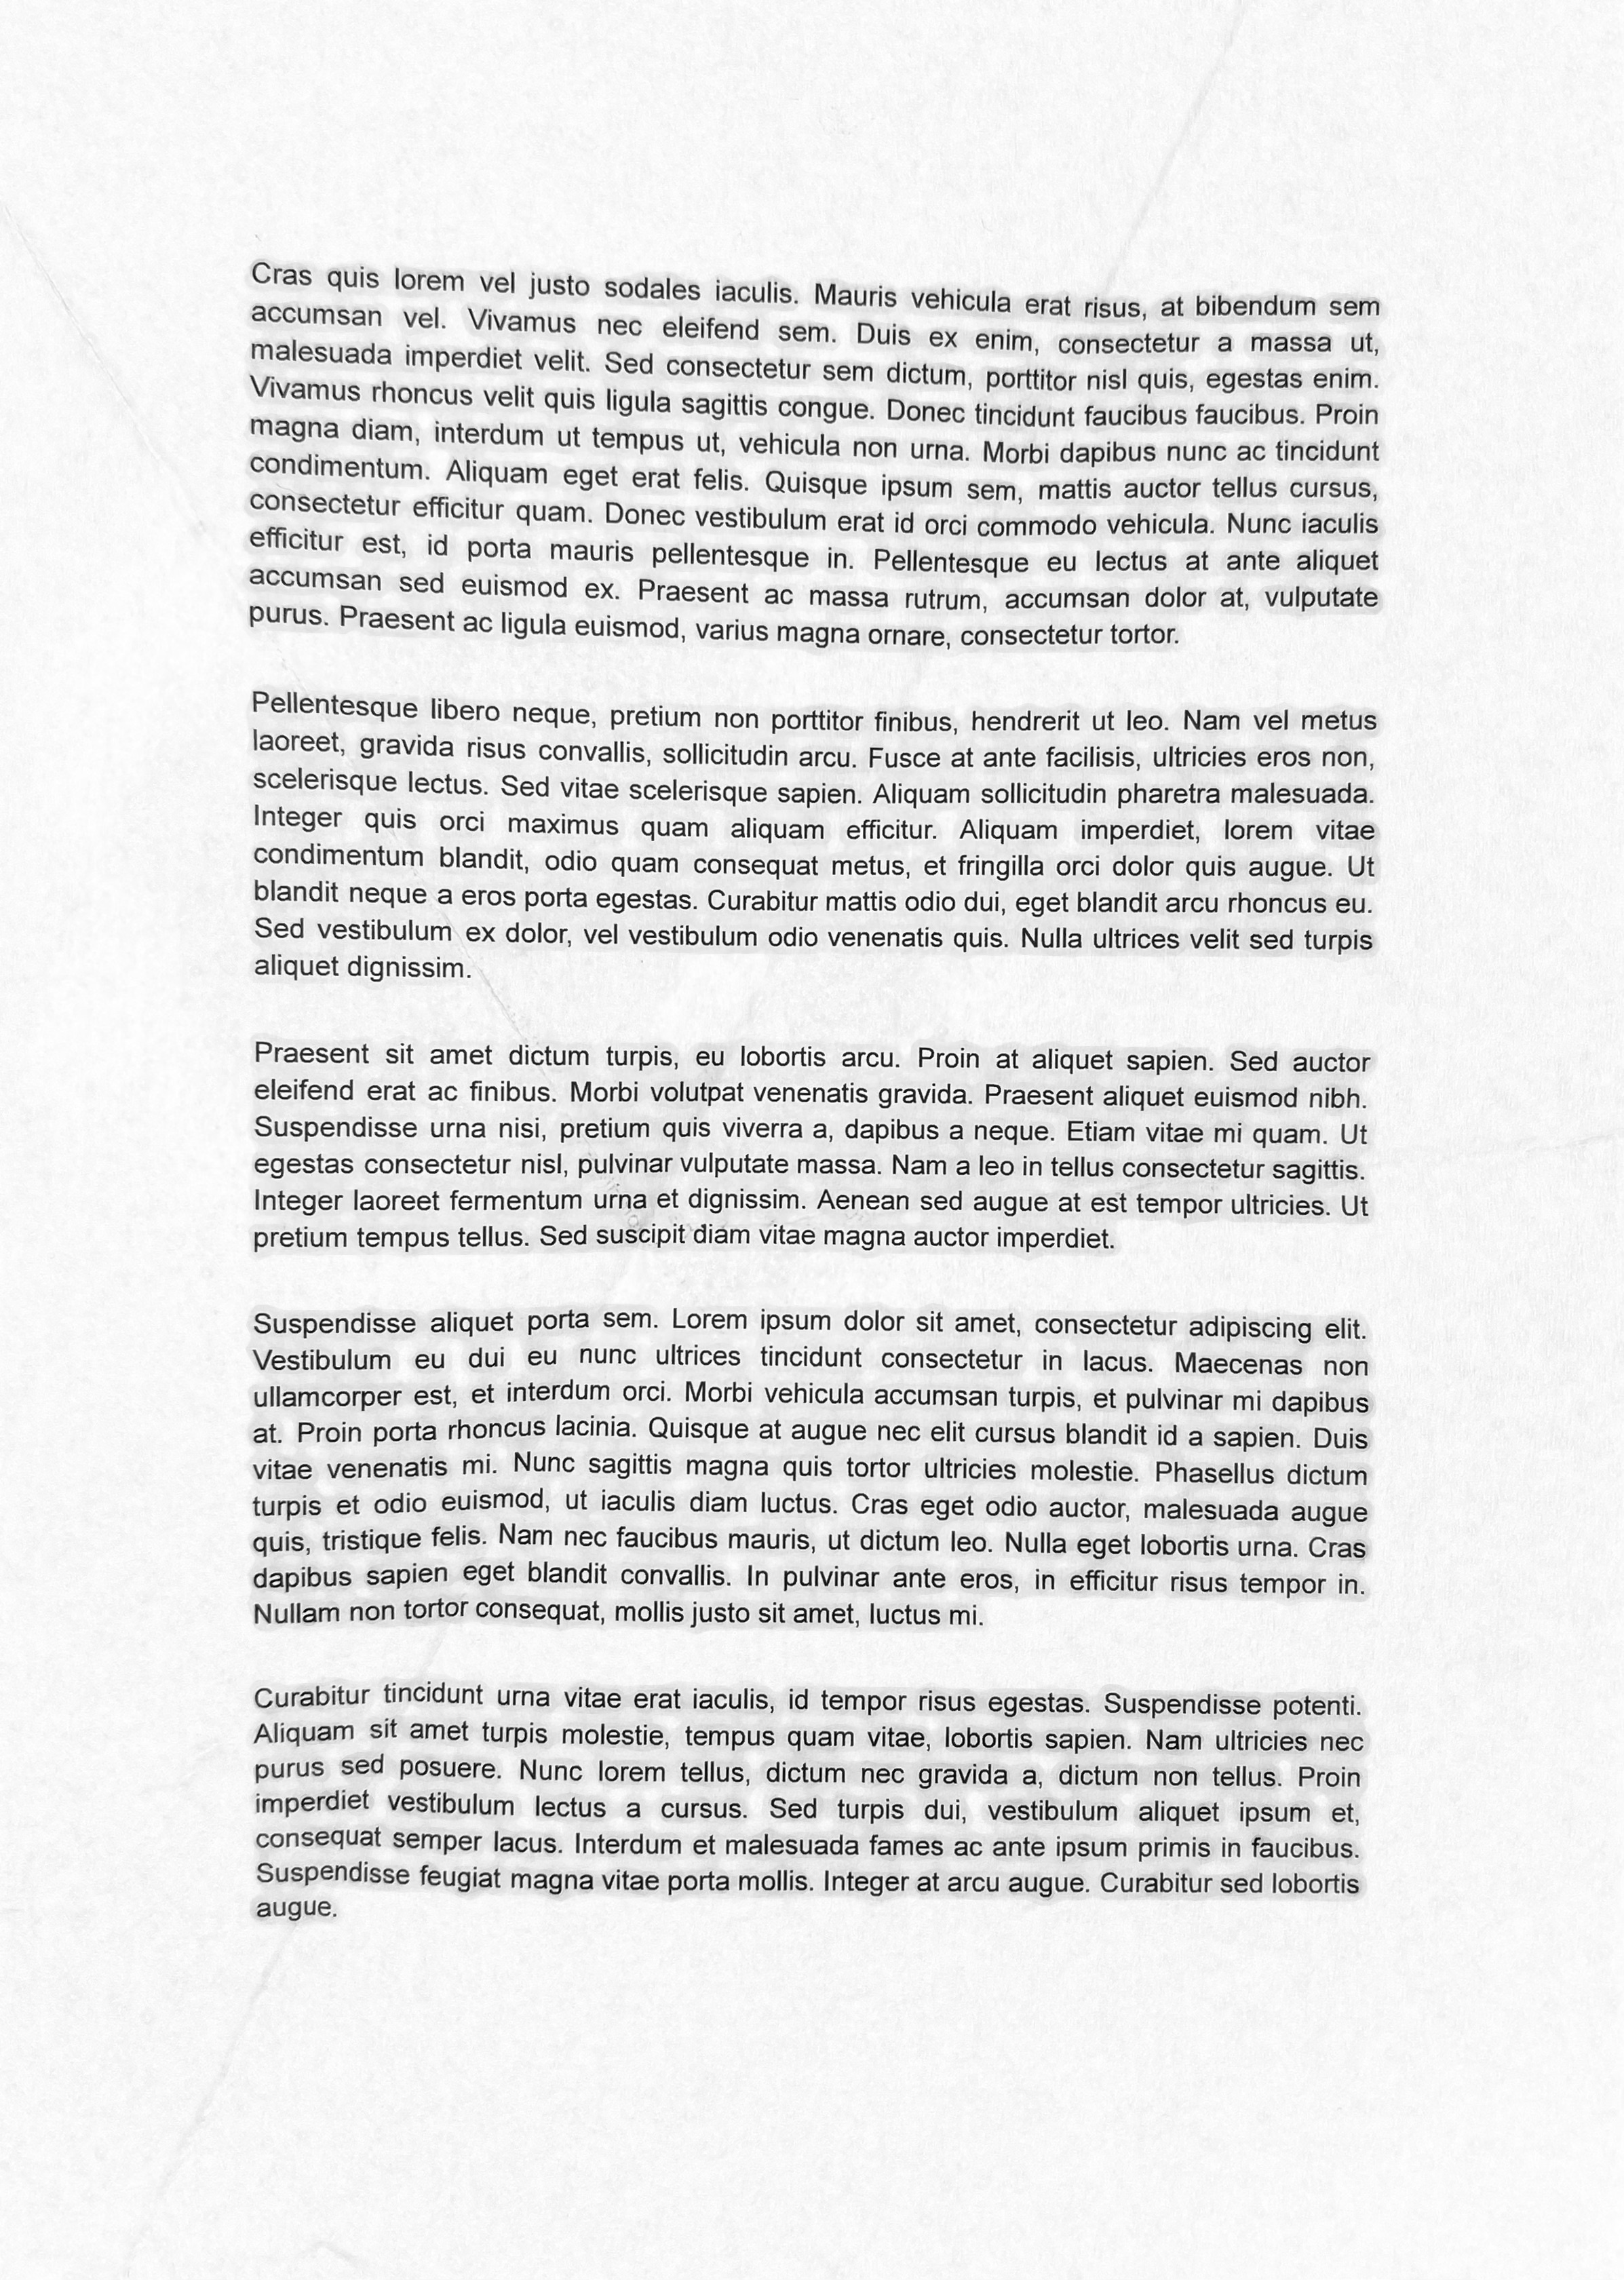 Cras quis lorem vel justo sodales iaculis. Mauris vehicula erat risus, at bibendum sem
accumsan vel. Vivamus nec eleifend sem. Duis ex enim, consectetur a massa ut,
malesuada imperdiet velit. Sed consectetur sem dictum, porttitor nisl quis, egestas enim.
Vivamus rhoncus velit quis ligula sagittis congue. Donec tincidunt faucibus faucibus. Proin
magna diam, interdum ut tempus ut, vehicula non urna. Morbi dapibus nunc ac tincidunt
condimentum. Aliquam eget erat felis. Quisque ipsum sem, mattis auctor tellus cursus,
consectetur efficitur quam. Donec vestibulum erat id orci commodo vehicula. Nunc iaculis
efficitur est, id porta mauris pellentesque in. Pellentesque eu lectus at ante aliquet
accumsan sed euismod ex. Praesent ac massa rutrum, accumsan dolor at, vulputate
purus. Praesent ac ligula euismod, varius magna ornare, consectetur tortor.
Pellentesque libero neque, pretium non porttitor finibus, hendrerit ut leo. Nam vel metus
laoreet, gravida risus convallis, sollicitudin arcu. Fusce at ante facilisis, ultricies eros non,
scelerisque lectus. Sed vitae scelerisque sapien. Aliquam sollicitudin pharetra malesuada.
Integer quis orci maximus quam aliquam efficitur. Aliquam imperdiet, lorem vitae
condimentum blandit, odio quam consequat metus, et fringilla orci dolor quis augue. Ut
blandit neque a eros porta egestas. Curabitur mattis odio dui, eget blandit arcu rhoncus eu.
Sed vestibulum ex dolor, vel vestibulum odio venenatis quis. Nulla ultrices velit sed turpis
aliquet dignissim.
Praesent sit amet dictum turpis, eu lobortis arcu. Proin at aliquet sapien. Sed auctor
eleifend erat ac finibus. Morbi volutpat venenatis gravida. Praesent aliquet euismod nibh.
Suspendisse urna nisi, pretium quis viverra a, dapibus a neque. Etiam vitae mi quam. Ut
egestas consectetur nisl, pulvinar vulputate massa. Nam a leo in tellus consectetur sagittis.
Integer laoreet fermentum urna et dignissim. Aenean sed augue at est tempor ultricies. Ut
pretium tempus tellus. Sed suscipit diam vitae magna auctor imperdiet.
Suspendisse aliquet porta sem. Lorem ipsum dolor sit amet, consectetur adipiscing elit.
Vestibulum eu dui eu nunc ultrices tincidunt consectetur in lacus. Maecenas non
ullamcorper est, et interdum orci. Morbi vehicula accumsan turpis, et pulvinar mi dapibus
at. Proin porta rhoncus lacinia. Quisque at augue nec elit cursus blandit id a sapien. Duis
vitae venenatis mi. Nunc sagittis magna quis tortor ultricies molestie. Phasellus dictum
turpis et odio euismod, ut iaculis diam luctus. Cras eget odio auctor, malesuada augue
quis, tristique felis. Nam nec faucibus mauris, ut dictum leo. Nulla eget lobortis urna. Cras
dapibus sapien eget blandit convallis. In pulvinar ante eros, in efficitur risus tempor in.
Nullam non tortor consequat, mollis justo sit amet, luctus mi.
Curabitur tincidunt urna vitae erat iaculis, id tempor risus egestas. Suspendisse potenti.
Aliquam sit amet turpis molestie, tempus quam vitae, lobortis sapien. Nam ultricies nec
purus sed posuere. Nunc lorem tellus, dictum nec gravida a, dictum non tellus. Proin
imperdiet vestibulum lectus a cursus. Sed turpis dui, vestibulum aliquet ipsum et,
consequat semper lacus. Interdum et malesuada fames ac ante ipsum primis in faucibus.
Suspendisse feugiat magna vitae porta mollis. Integer at arcu augue. Curabitur sed lobortis
augue.